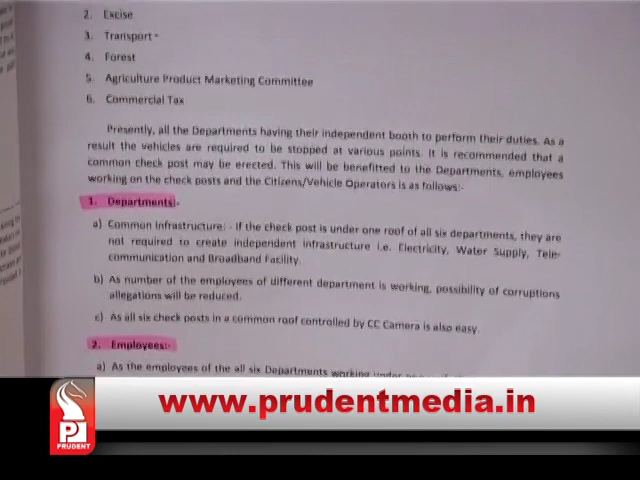 2. Excise
3. Transport -
4. Forest
5. Agriculture Product Marketing Committee
6. Commercial Tax
Presently, all the Departments having their independent booth to perform their duties. As a
result the vehicles are required to be stopped at various points. It is recommended that a
common check post may be erected. This will be benefitted to the Departments, employees
working on the check posts and the Citizens/Vehicle Operators is as follows:-
1. Departments:-
a) Common Infrastructure: - If the check post is under one roof of all six departments, they are
not required to create independent infrastructure i.e. Electricity, Water Supply, Tele-
communication and Broadband Facility.
b) As number of the employees of different department is working, possibility of corruptions
allegations will be reduced.
c) As all six check posts in a common roof controlled by CC Camera is also easy.
2. Employees:-
a) As the employees of the all six Departments working under
www.prudentmedia.in
PRUDENT